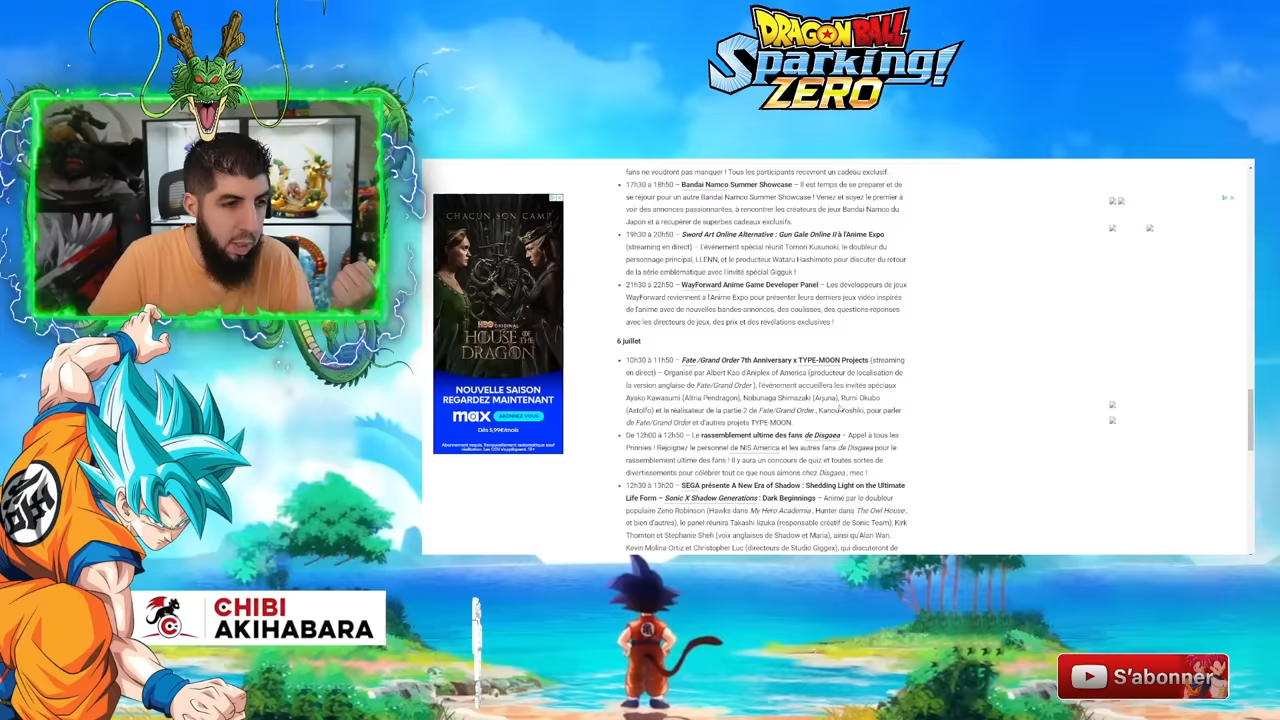 DRAGON BALL
Sparking!
ZERO
fans ne voudront pas manquer ! Tous les participants recevront un cadeau exclusif.
17h30 à 18h50 – Bandai Namco Summer Showcase – Il est temps de se préparer et de
se réjouir pour un autre Bandai Namco Summer Showcase ! Venez et soyez le premier à
voir des annonces passionnantes, à rencontrer les créateurs de jeux Bandai Namco du
Japon et à récupérer de superbes cadeaux exclusifs.
19h30 à 20h50 – Sword Art Online Alternative : Gun Gale Online II à l'Anime Expo
(streaming en direct) – L'événement spécial réunit Tomori Kusunoki, le doubleur du
personnage principal, LLENN, et le producteur Wataru Hashimoto pour discuter du retour
de la série emblématique avec l'invité spécial Gigguk !
21h30 à 22h50 – WayForward Anime Game Developer Panel – Les développeurs de jeux
WayForward reviennent à l'Anime Expo pour présenter leurs derniers jeux vidéo inspirés
de l'anime avec de nouvelles bandes-annonces, des coulisses, des questions-réponses
avec les directeurs de jeux, des prix et des révélations exclusives !
6 juillet
10h30 à 11h50 – Fate /Grand Order 7th Anniversary x TYPE-MOON Projects (streaming
en direct) – Organisé par Albert Kao d'Aniplex of America (producteur de localisation de
la version anglaise de Fate/Grand Order ), l'événement accueillera les invités spéciaux
Ayako Kawasumi (Altria Pendragon), Nobunaga Shimazaki (Arjuna), Rumi Okubo
(Astolfo) et le réalisateur de la partie 2 de Fate/Grand Order , Kanou Yoshiki, pour parler
de Fate/Grand Order et d'autres projets TYPE-MOON.
De 12h00 à 12h50 – Le rassemblement ultime des fans de Disgaea – Appel à tous les
Prinnies ! Rejoignez le personnel de NIS America et les autres fans de Disgaea pour le
rassemblement ultime des fans ! Il y aura un concours de quiz et toutes sortes de
divertissements pour célébrer tout ce que nous aimons chez Disgaea , mec !
12h30 à 13h20 – SEGA présente A New Era of Shadow : Shedding Light on the Ultimate
Life Form – Sonic X Shadow Generations : Dark Beginnings – Animé par le doubleur
populaire Zeno Robinson (Hawks dans My Hero Academia , Hunter dans The Owl House ,
et bien d'autres), le panel réunira Takashi Iizuka (responsable créatif de Sonic Team), Kirk
Thornton et Stephanie Sheh (voix anglaises de Shadow et Maria), ainsi qu'Alan Wan,
Kevin Molina-Ortiz et Christopher Luc (directeurs de Studio Giggex), qui discuteront de
CHACUN SON CAMP
HBO ORIGINAL
HOUSE OF THE
DRAGON
NOUVELLE SAISON
REGARDEZ MAINTENANT
max ABONNEZ-VOUS
Dès 5,99€/mois
CHIBI
AKIHABARA
S'abonner